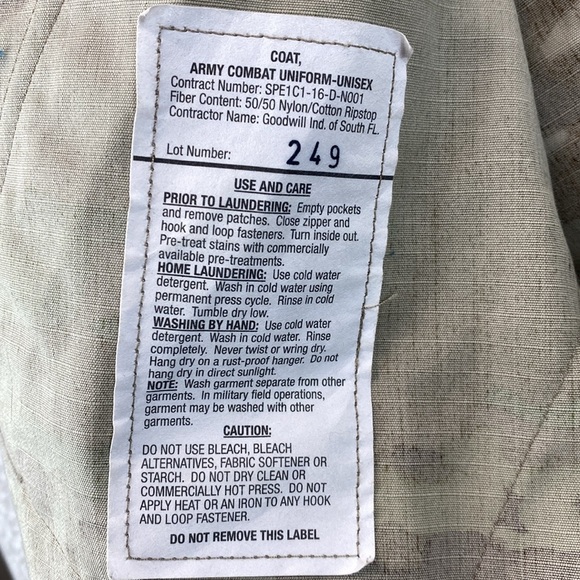 COAT,
ARMY COMBAT UNIFORM-UNISEX
Contract Number: SPE1C1-16-D-N001
Fiber Content: 50/50 Nylon/Cotton Ripstop
Contractor Name: Goodwill Ind. of South FL.
Lot Number: 249
USE AND CARE
PRIOR TO LAUNDERING: Empty pockets
and remove patches. Close zipper and
hook and loop fasteners. Turn inside out.
Pre-treat stains with commercially
available pre-treatments.
HOME LAUNDERING: Use cold water
detergent. Wash in cold water using
permanent press cycle. Rinse in cold
water. Tumble dry low.
WASHING BY HAND: Use cold water
detergent. Wash in cold water. Rinse
completely. Never twist or wring dry.
Hang dry on a rust-proof hanger. Do not
hang dry in direct sunlight.
NOTE: Wash garment separate from other
garments. In military field operations,
garment may be washed with other
garments.
CAUTION:
DO NOT USE BLEACH, BLEACH
ALTERNATIVES, FABRIC SOFTENER OR
STARCH. DO NOT DRY CLEAN OR
COMMERCIALLY HOT PRESS. DO NOT
APPLY HEAT OR AN IRON TO ANY HOOK
AND LOOP FASTENER.
DO NOT REMOVE THIS LABEL